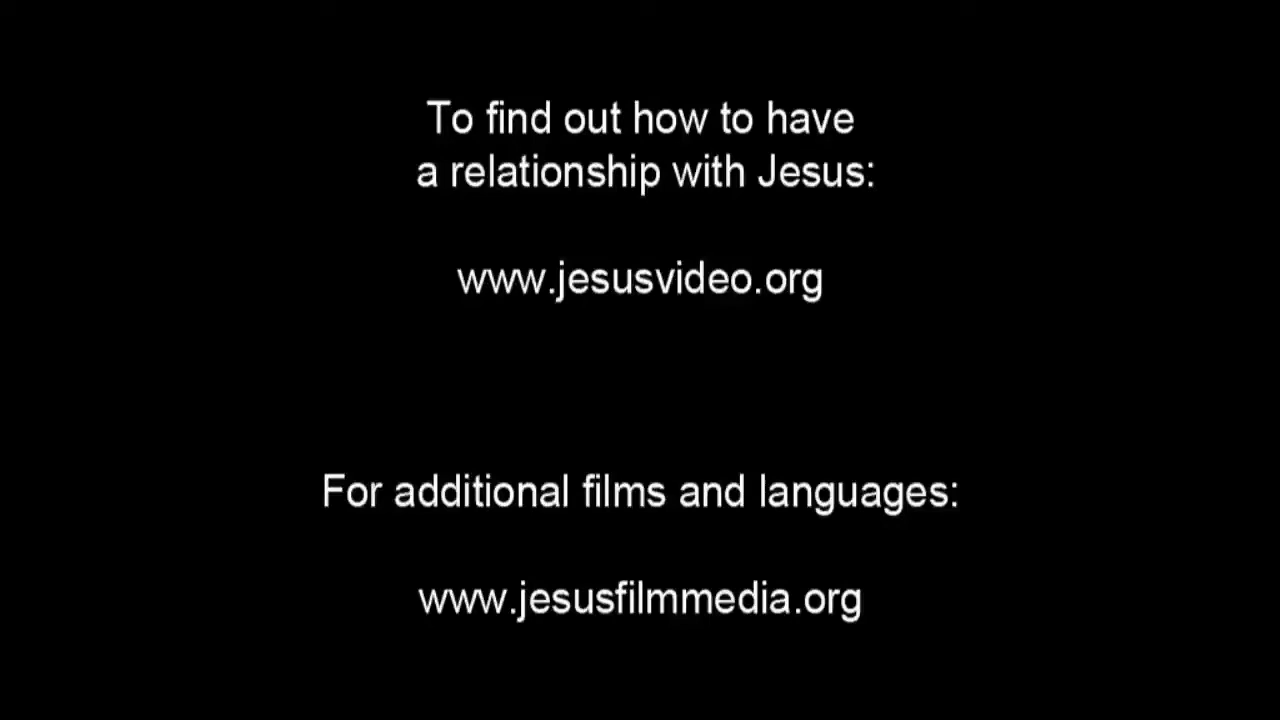 To find out how to have
a relationship with Jesus:
www.jesusvideo.org
For additional films and languages:
www.jesusfilmmedia.org